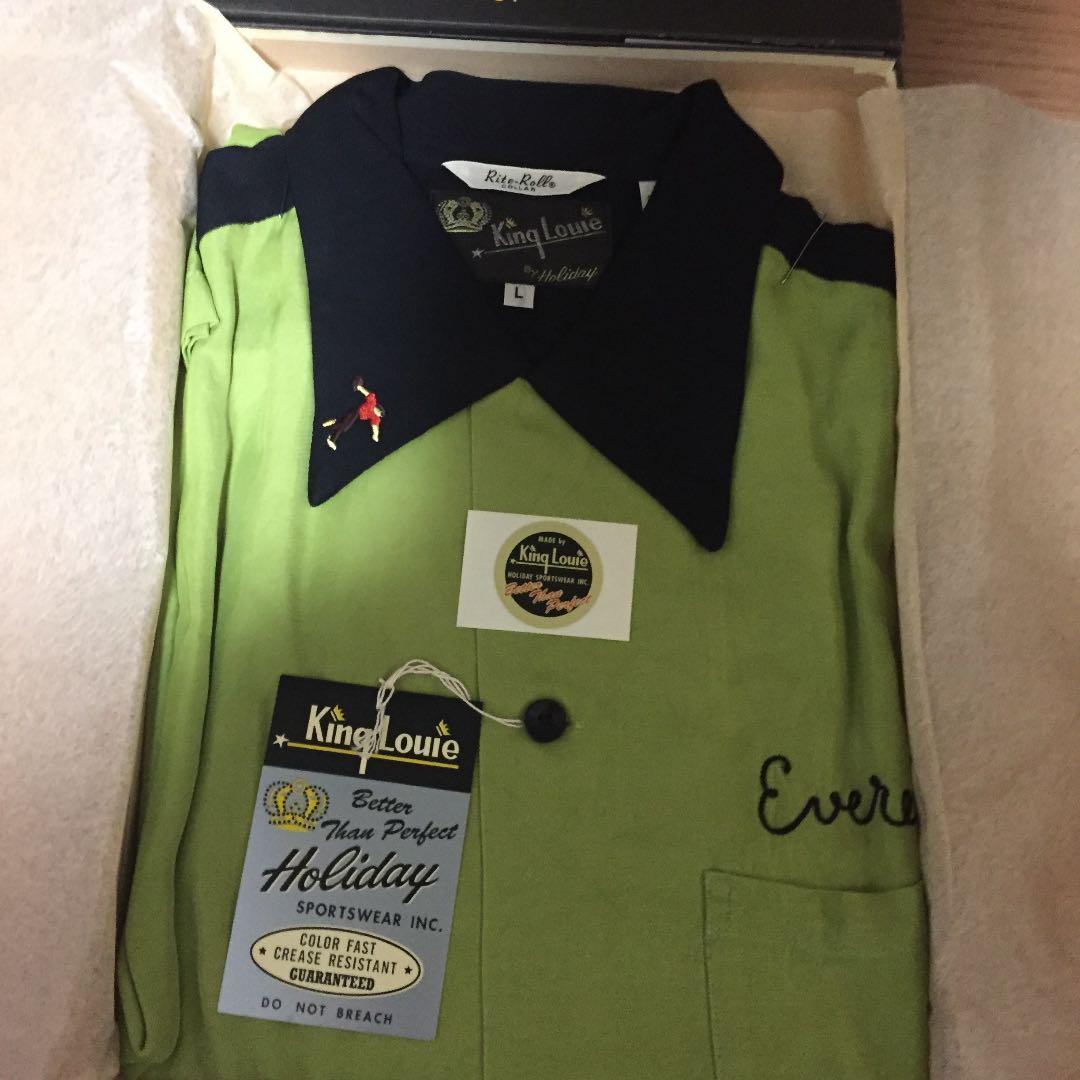 Rite-Roll®
COLLAR
King Louie
By Holiday
L
MADE by
King Louie
HOLIDAY SPORTSWEAR INC.
Better
Than
Perfect
King Louie
Better
Than Perfect
Holiday
SPORTSWEAR INC.
COLOR FAST
CREASE RESISTANT
GUARANTEED
DO NOT BREACH
Evere